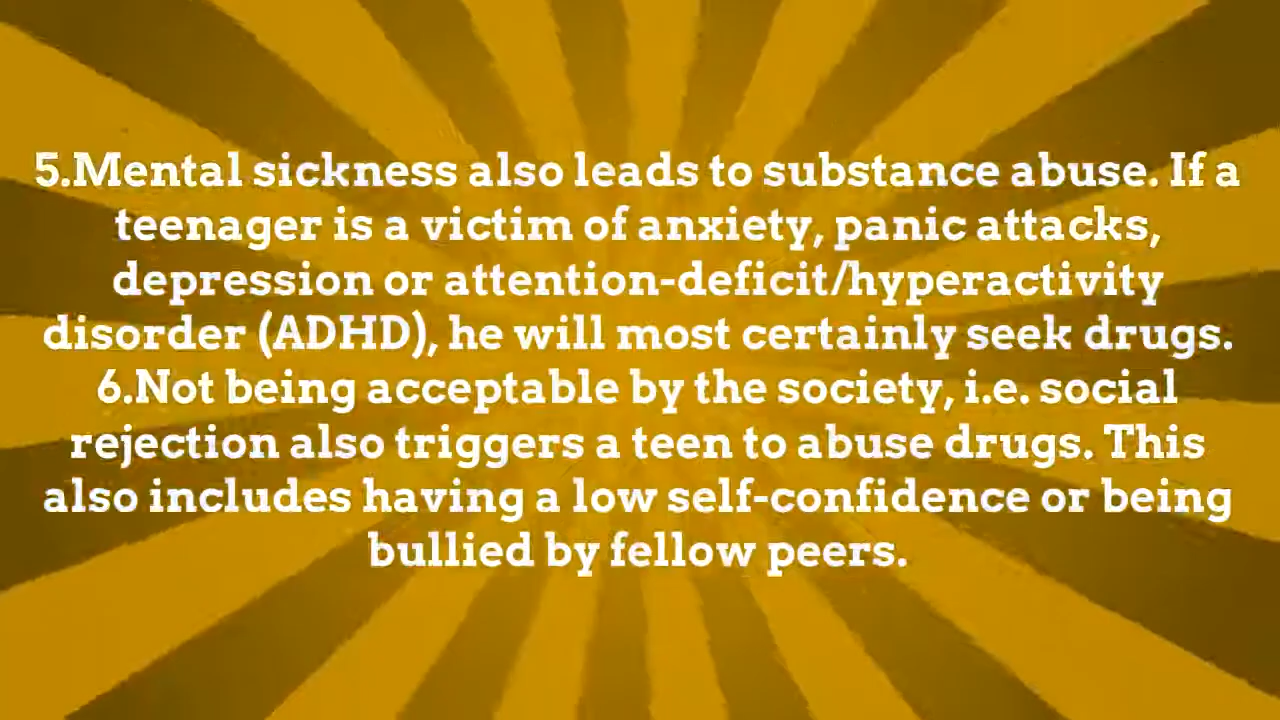 5.Mental sickness also leads to substance abuse. If a
teenager is a victim of anxiety, panic attacks,
depression or attention-deficit/hyperactivity
disorder (ADHD), he will most certainly seek drugs.
6.Not being acceptable by the society, i.e. social
rejection also triggers a teen to abuse drugs. This
also includes having a low self-confidence or being
bullied by fellow peers.